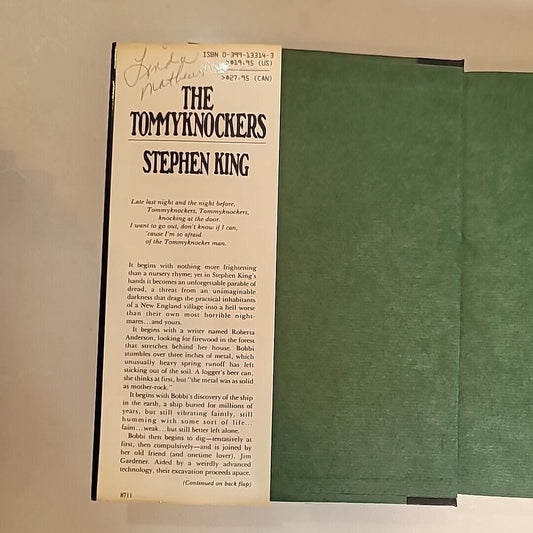 Linda
Mathews
ISBN 0-399-13314-3
>$19.95 (US)
>$27.95 (CAN)
THE
TOMMYKNOCKERS
STEPHEN KING
Late last night and the night before,
Tommyknockers, Tommyknockers,
knocking at the door.
I want to go out, don't know if I can,
'cause I'm so afraid
of the Tommyknocker man.
It begins with nothing more frightening
than a nursery rhyme; yet in Stephen King's
hands it becomes an unforgettable parable of
dread, a threat from an unimaginable
darkness that drags the practical inhabitants
of a New England village into a hell worse
than their own most horrible night-
mares...and yours.
It begins with a writer named Roberta
Anderson, looking for firewood in the forest
that stretches behind her house. Bobbi
stumbles over three inches of metal, which
unusually heavy spring runoff has left
sticking out of the soil. A logger's beer can,
she thinks at first, but "the metal was as solid
as mother-rock."
It begins with Bobbi's discovery of the ship
in the earth, a ship buried for millions of
years, but still vibrating faintly, still
humming with some sort of life...
faint...weak...but still better left alone.
Bobbi then begins to dig—tentatively at
first, then compulsively—and is joined by
her old friend (and onetime lover), Jim
Gardener. Aided by a weirdly advanced
technology, their excavation proceeds apace.
(Continued on back flap)
8711